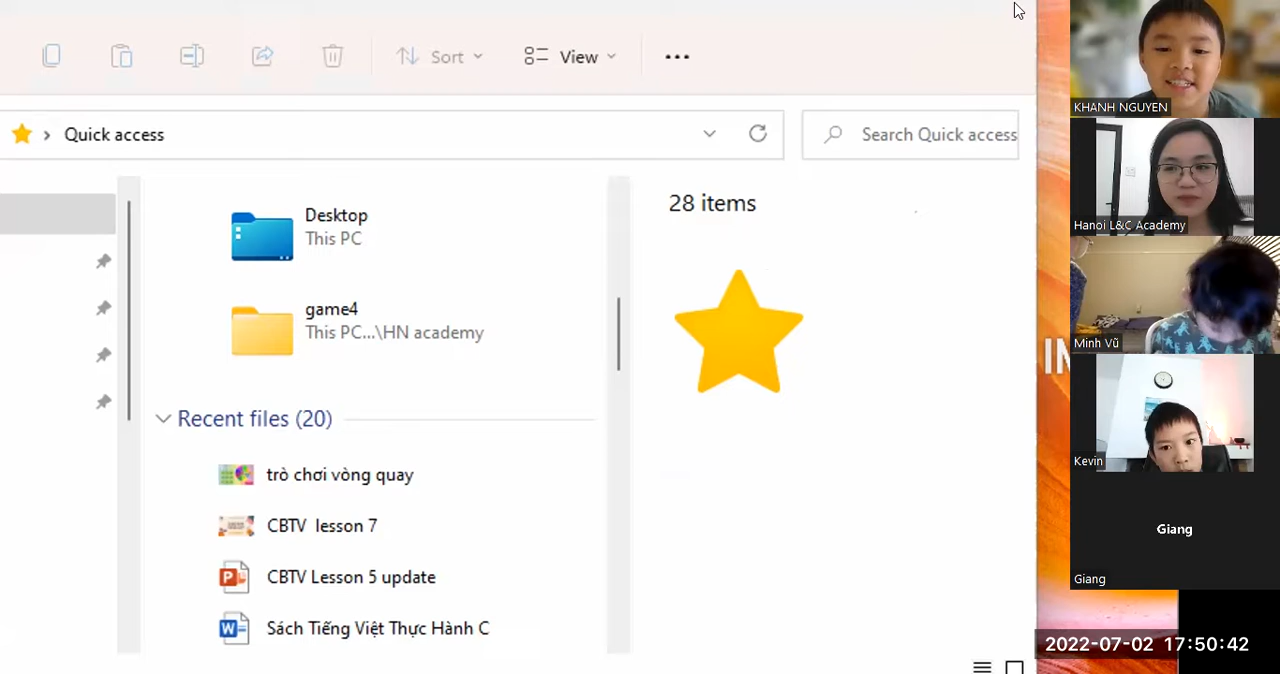 Sort
View
Quick access
Search Quick access
Desktop
This PC
28 items
game4
This PC...\HN academy
Recent files (20)
trò chơi vòng quay
CBTV lesson 7
CBTV Lesson 5 update
Sách Tiếng Việt Thực Hành C
KHANH NGUYEN
Hanoi L&C Academy
Minh Vũ
Kevin
Giang
Giang
2022-07-02 17:50:42